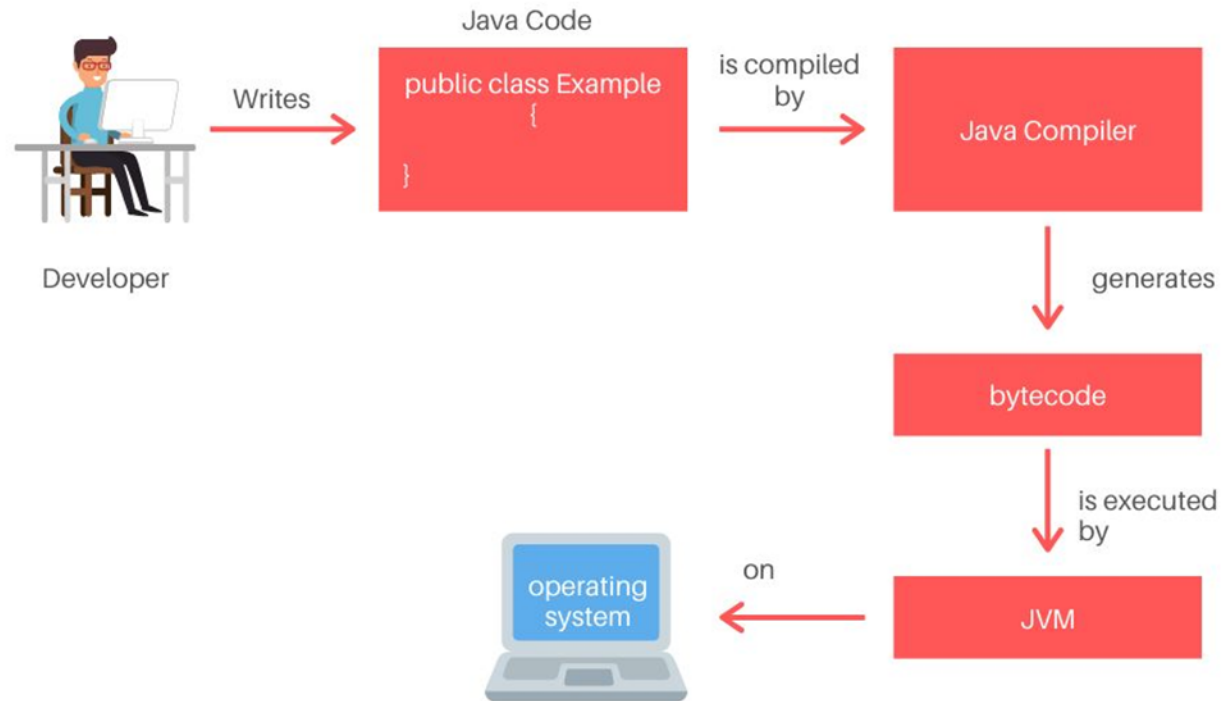 Java Code
Writes
public class Example
{
}
is compiled
by
Java Compiler
Developer
generates
bytecode
is executed
by
JVM
on
operating
system